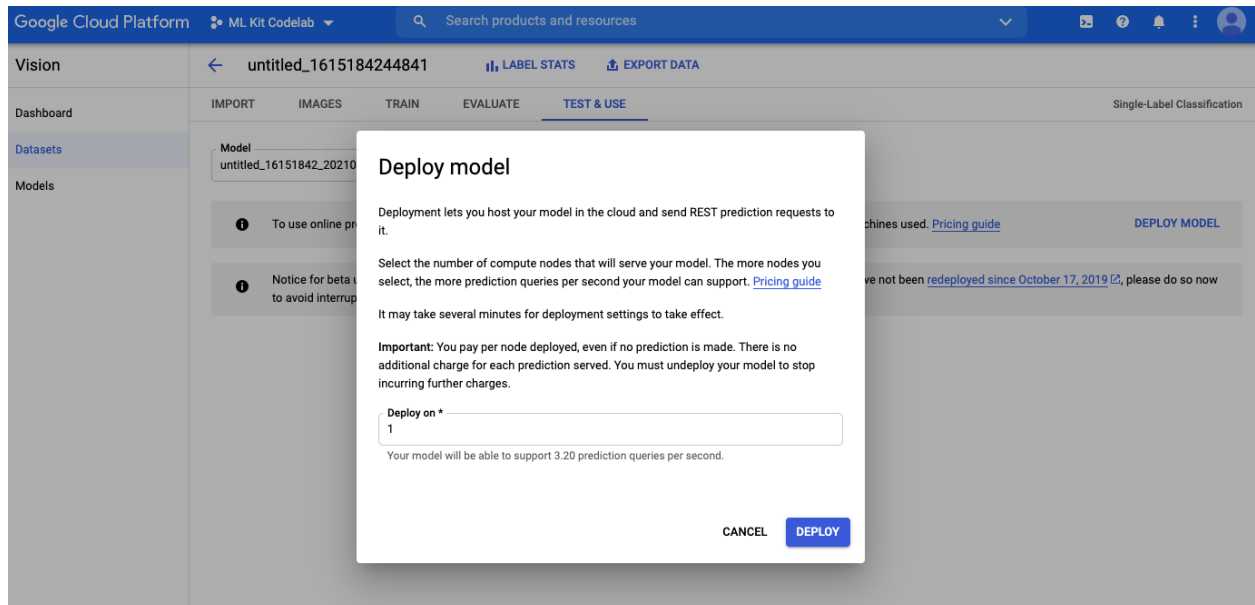 Google Cloud Platform ML Kit Codelab Search products and resources
Vision untitled_1615184244841 LABEL STATS EXPORT DATA
IMPORT IMAGES TRAIN EVALUATE TEST & USE Single-Label Classification
Dashboard
Datasets
Models
Model
untitled_16151842_20210
To use online pr
chines used. Pricing guide DEPLOY MODEL
Notice for beta u
ve not been redeployed since October 17, 2019, please do so now
to avoid interrup
Deploy model
Deployment lets you host your model in the cloud and send REST prediction requests to
it.
Select the number of compute nodes that will serve your model. The more nodes you
select, the more prediction queries per second your model can support. Pricing guide
It may take several minutes for deployment settings to take effect.
Important: You pay per node deployed, even if no prediction is made. There is no
additional charge for each prediction served. You must undeploy your model to stop
incurring further charges.
Deploy on *
1
Your model will be able to support 3.20 prediction queries per second.
CANCEL DEPLOY